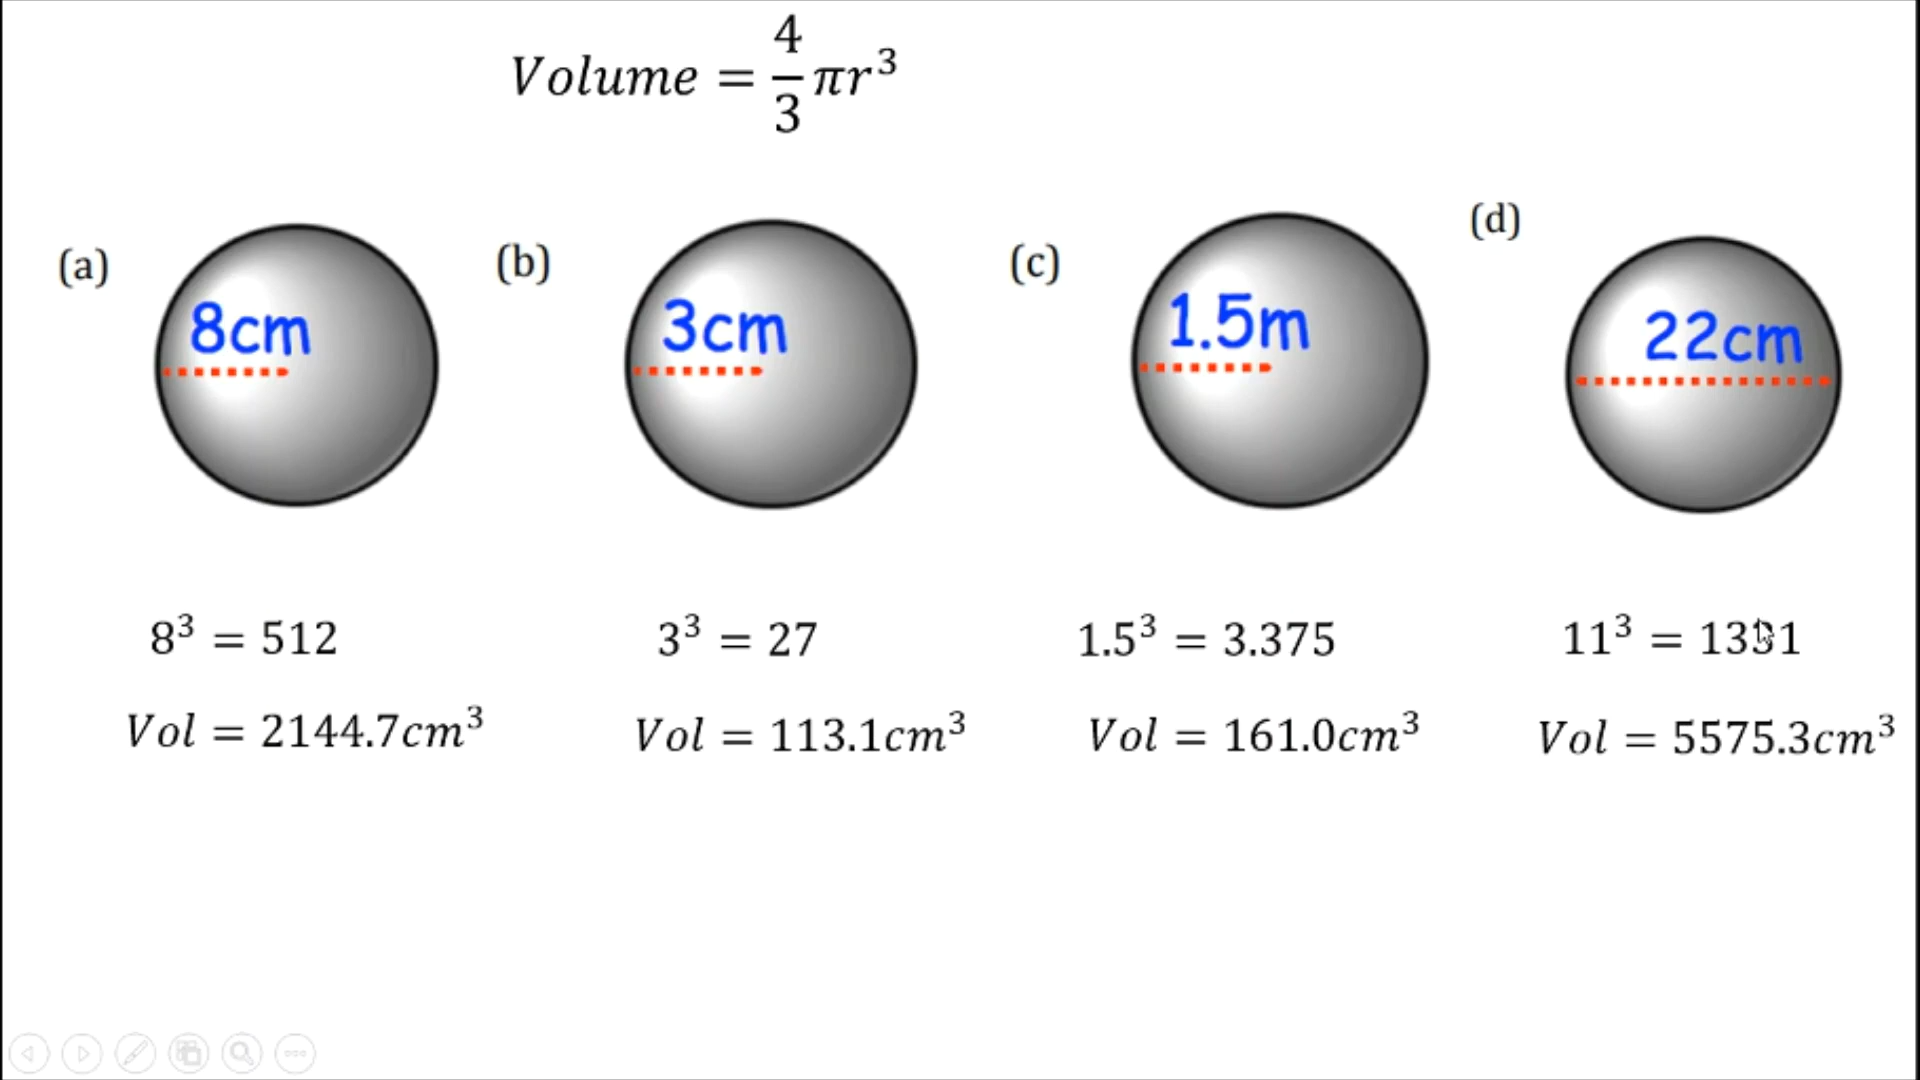 Volume = 4/3 πr³
(a) 8cm
(b) 3cm
(c) 1.5m
(d) 22cm
8³ = 512
3³ = 27
1.5³ = 3.375
11³ = 1331
Vol = 2144.7cm³
Vol = 113.1cm³
Vol = 161.0cm³
Vol = 5575.3cm³